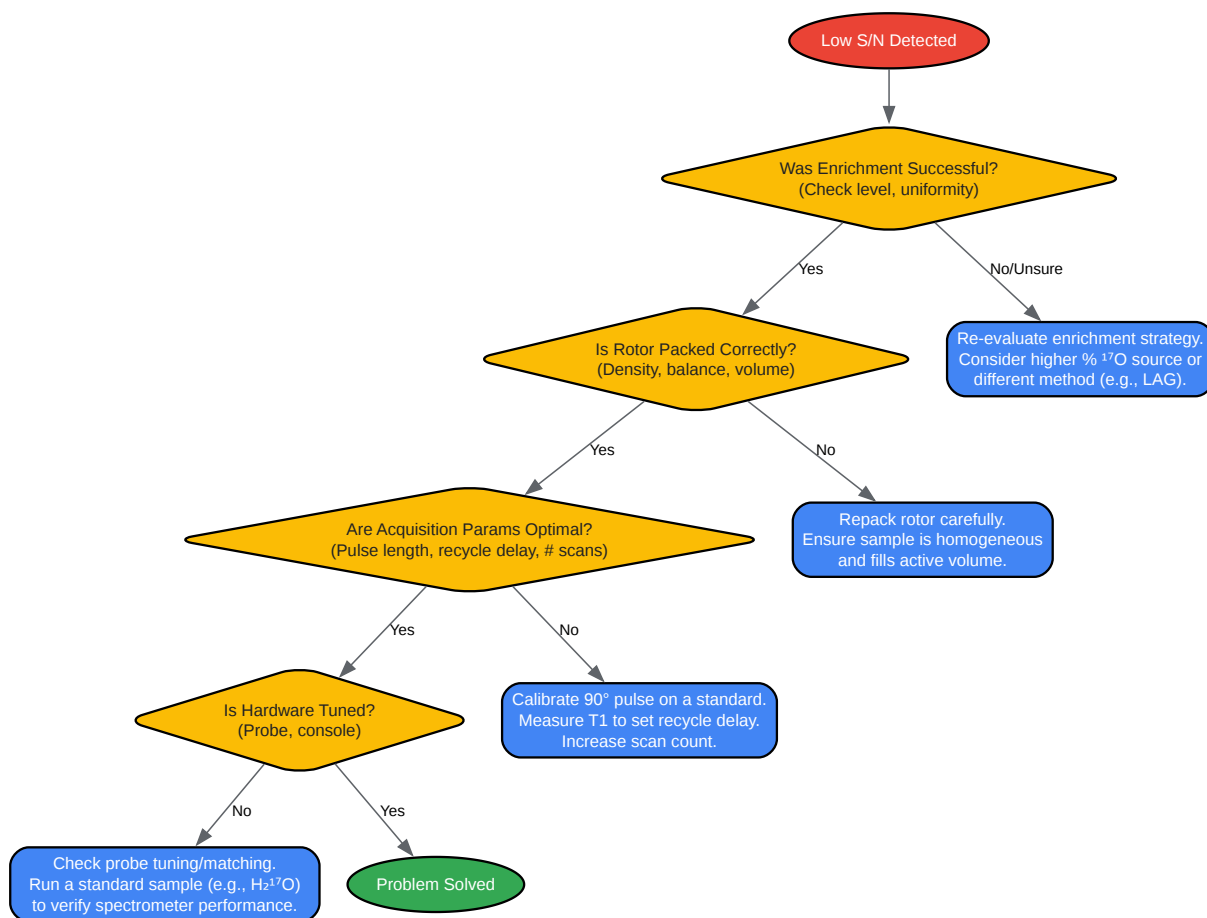 Low S/N Detected
Was Enrichment Successful?
(Check level, uniformity)
Yes
No/Unsure
Is Rotor Packed Correctly?
(Density, balance, volume)
Re-evaluate enrichment strategy.
Consider higher % ¹⁷O source or
different method (e.g., LAG).
Yes
No
Are Acquisition Params Optimal?
(Pulse length, recycle delay, # scans)
Repack rotor carefully.
Ensure sample is homogeneous
and fills active volume.
Yes
No
Is Hardware Tuned?
(Probe, console)
Calibrate 90° pulse on a standard.
Measure T1 to set recycle delay.
Increase scan count.
No
Yes
Check probe tuning/matching.
Run a standard sample (e.g., H₂¹⁷O)
to verify spectrometer performance.
Problem Solved